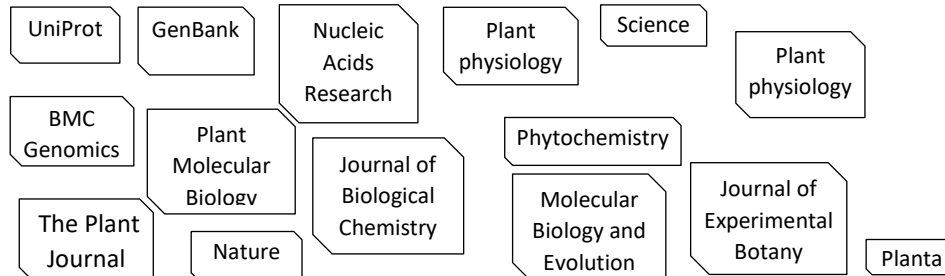 UniProt
GenBank
Nucleic
Acids
Research
Plant
physiology
Science
Plant
physiology
BMC
Genomics
Plant
Molecular
Biology
Journal of
Biological
Chemistry
Phytochemistry
Molecular
Biology and
Evolution
Journal of
Experimental
Botany
The Plant
Journal
Nature
Planta